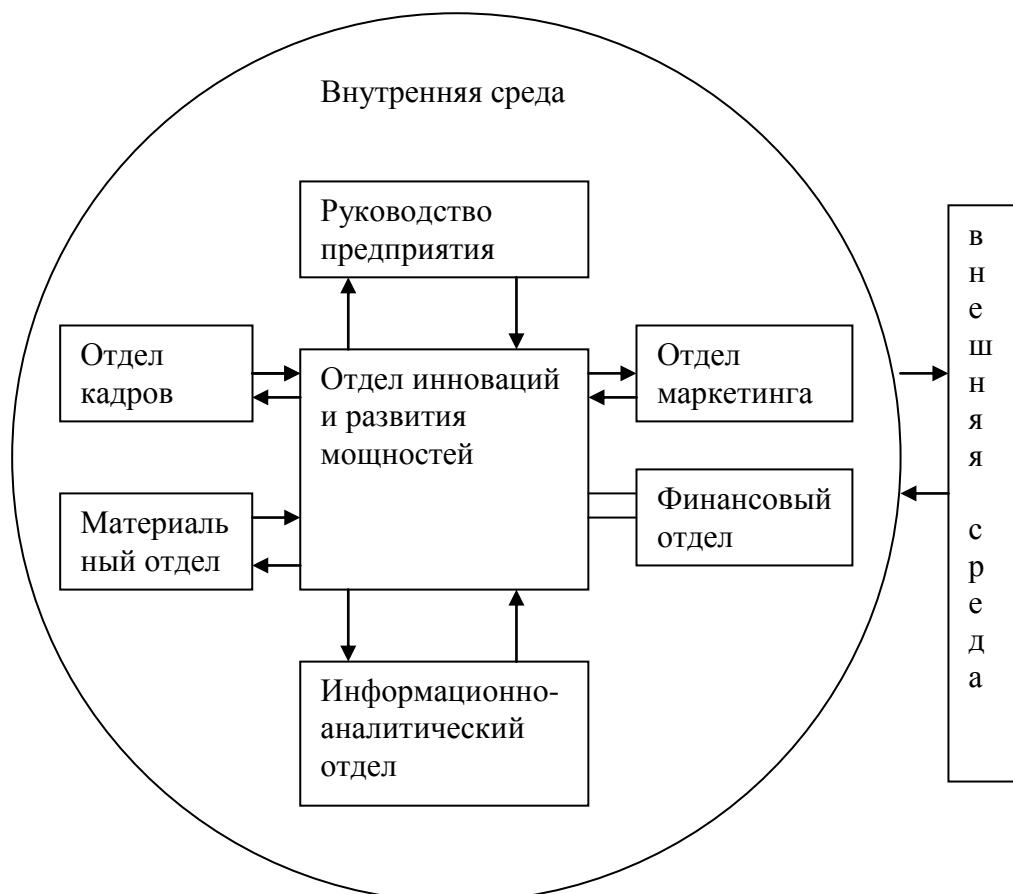 Внутренняя среда
Руководство
предприятия
Отдел
кадров
Отдел инноваций
и развития
мощностей
Отдел
маркетинга
Материаль
ный отдел
Финансовый
отдел
Информационно-
аналитический
отдел
в
н
е
ш
н
я
я
с
р
е
д
а